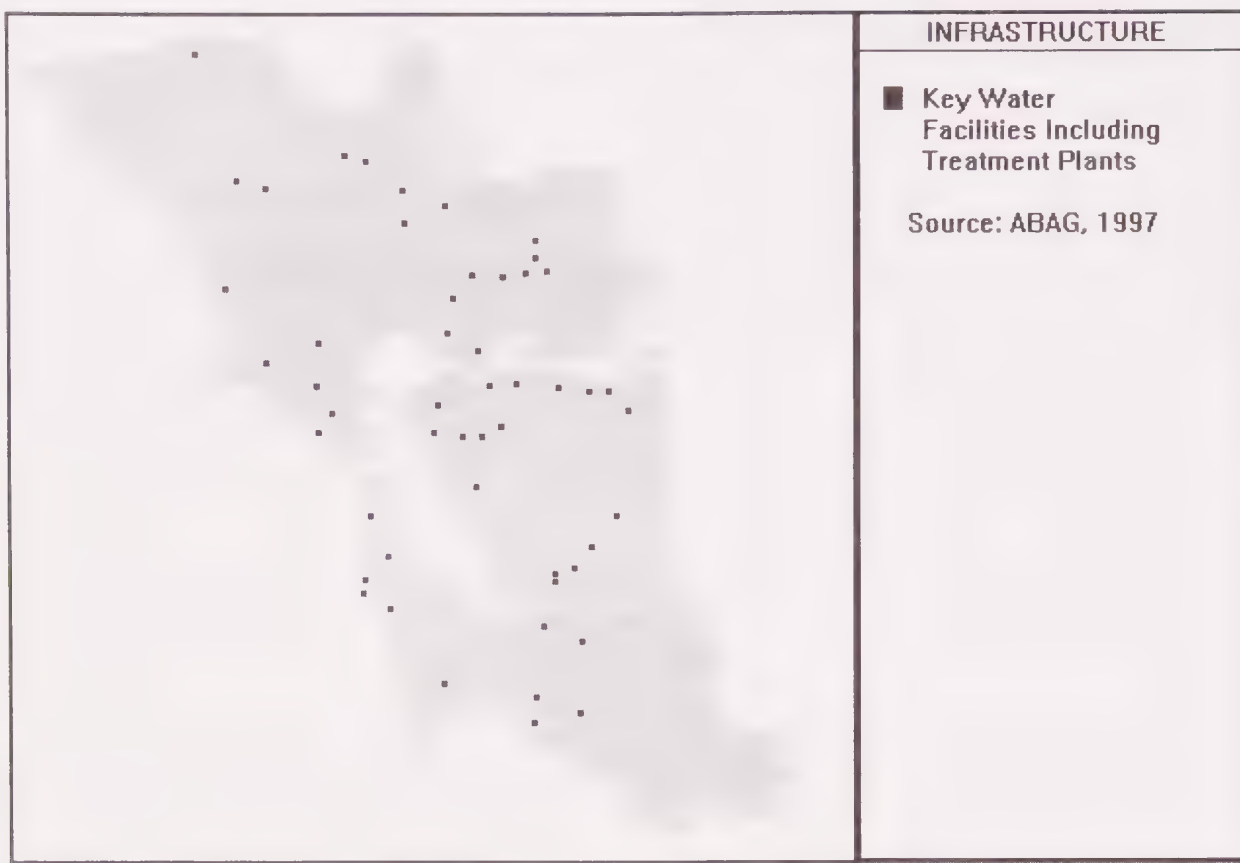 INFRASTRUCTURE
Key Water
Facilities Including
Treatment Plants
Source: ABAG, 1997